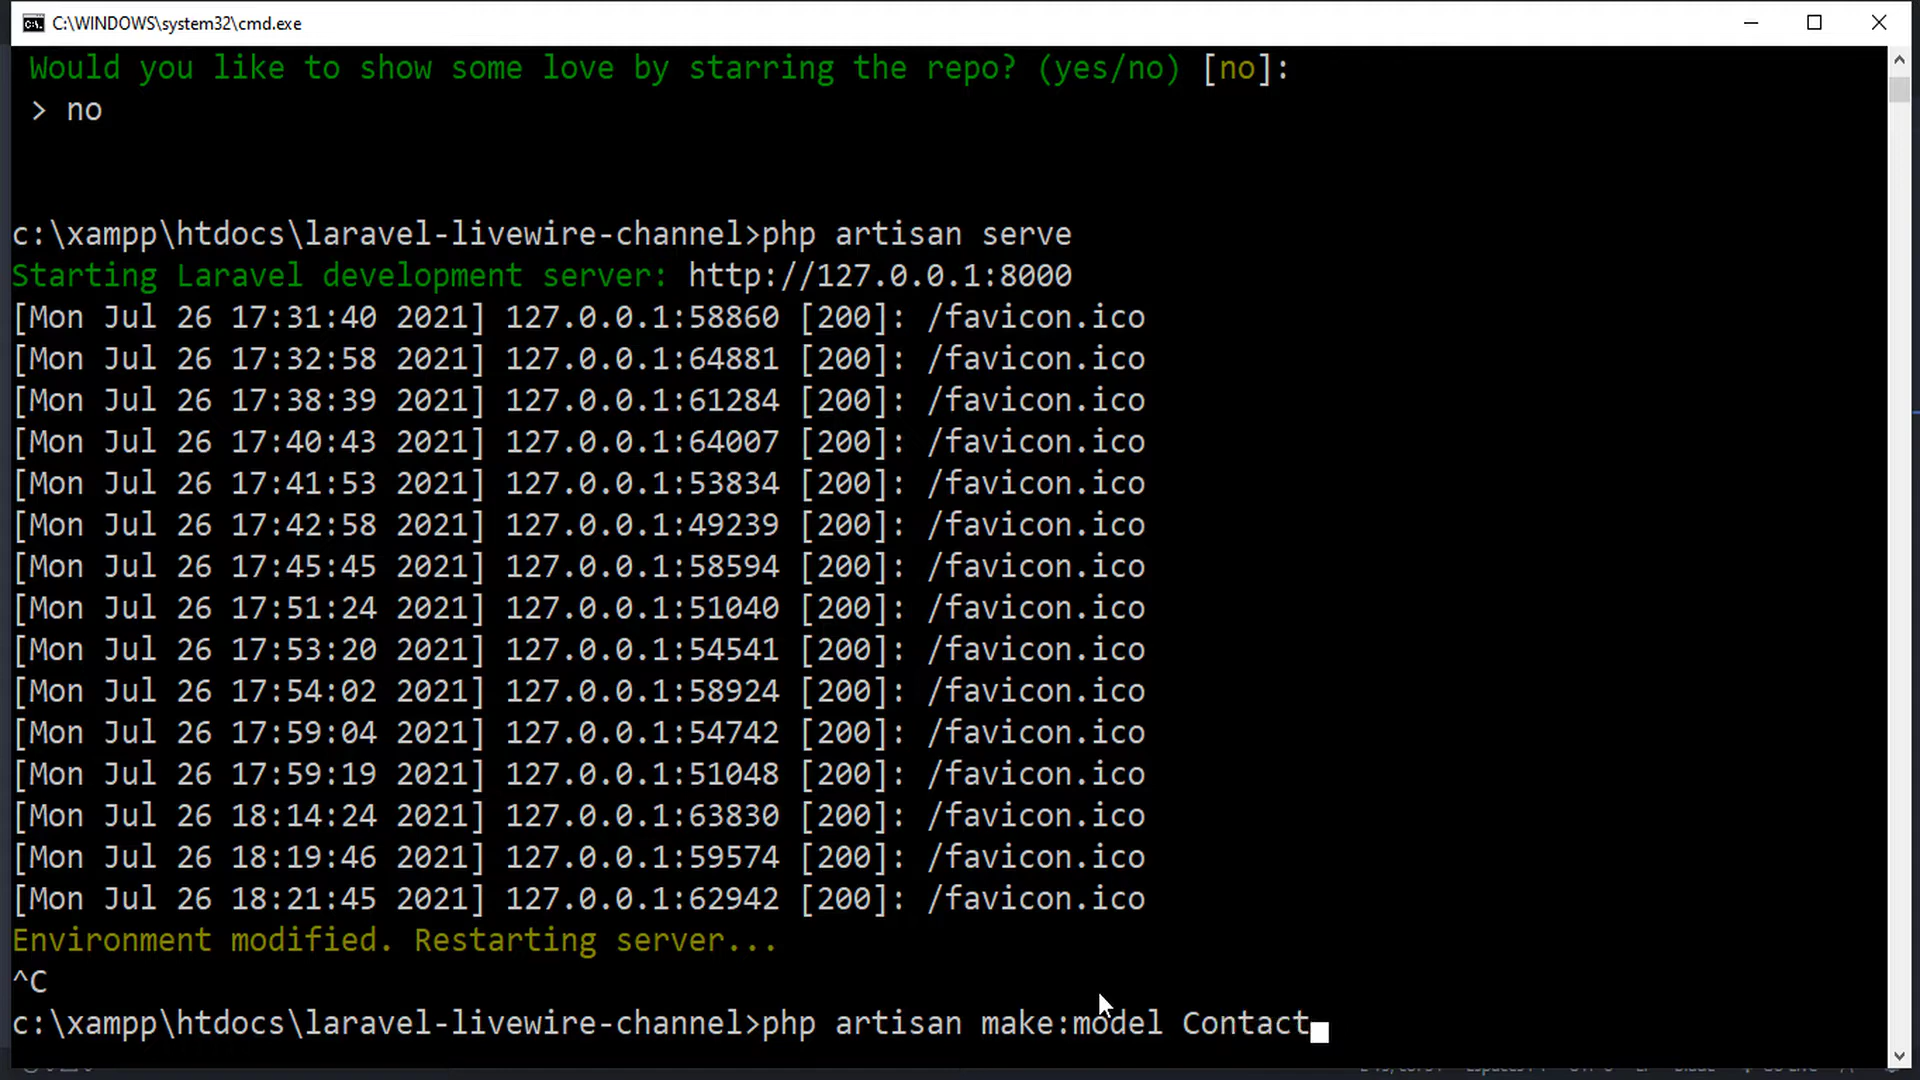 C:\WINDOWS\system32\cmd.exe
Would you like to show some love by starring the repo? (yes/no) [no]:
> no
c:\xampp\htdocs\laravel-livewire-channel>php artisan serve
Starting Laravel development server: http://127.0.0.1:8000
[Mon Jul 26 17:31:40 2021] 127.0.0.1:58860 [200]: /favicon.ico
[Mon Jul 26 17:32:58 2021] 127.0.0.1:64881 [200]: /favicon.ico
[Mon Jul 26 17:38:39 2021] 127.0.0.1:61284 [200]: /favicon.ico
[Mon Jul 26 17:40:43 2021] 127.0.0.1:64007 [200]: /favicon.ico
[Mon Jul 26 17:41:53 2021] 127.0.0.1:53834 [200]: /favicon.ico
[Mon Jul 26 17:42:58 2021] 127.0.0.1:49239 [200]: /favicon.ico
[Mon Jul 26 17:45:45 2021] 127.0.0.1:58594 [200]: /favicon.ico
[Mon Jul 26 17:51:24 2021] 127.0.0.1:51040 [200]: /favicon.ico
[Mon Jul 26 17:53:20 2021] 127.0.0.1:54541 [200]: /favicon.ico
[Mon Jul 26 17:54:02 2021] 127.0.0.1:58924 [200]: /favicon.ico
[Mon Jul 26 17:59:04 2021] 127.0.0.1:54742 [200]: /favicon.ico
[Mon Jul 26 17:59:19 2021] 127.0.0.1:51048 [200]: /favicon.ico
[Mon Jul 26 18:14:24 2021] 127.0.0.1:63830 [200]: /favicon.ico
[Mon Jul 26 18:19:46 2021] 127.0.0.1:59574 [200]: /favicon.ico
[Mon Jul 26 18:21:45 2021] 127.0.0.1:62942 [200]: /favicon.ico
Environment modified. Restarting server...
^C
c:\xampp\htdocs\laravel-livewire-channel>php artisan make:model Contact